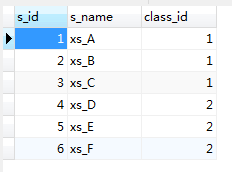 s_id s_name class_id
1 xs_A 1
2 xs_B 1
3 xs_C 1
4 xs_D 2
5 xs_E 2
6 xs_F 2